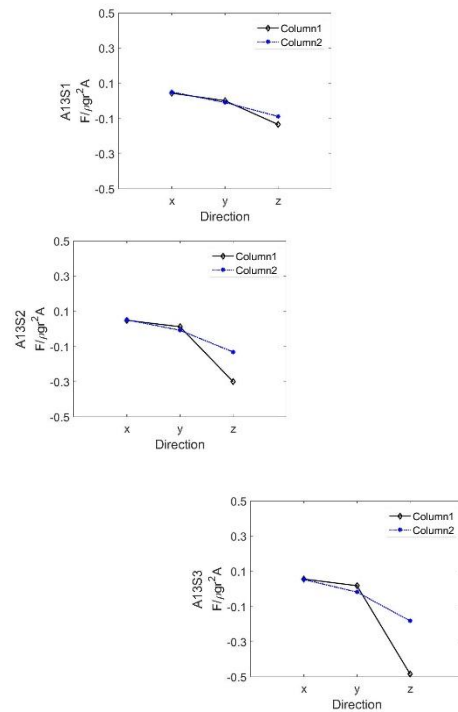 0.5
0.3
0.1
-0.1
-0.3
-0.5
A13S1
F/ρgr²A
Column1
Column2
x y z
Direction
0.5
0.3
0.1
-0.1
-0.3
-0.5
A13S2
F/ρgr²A
Column1
Column2
x y z
Direction
0.5
0.3
0.1
-0.1
-0.3
-0.5
A13S3
F/ρgr²A
Column1
Column2
x y z
Direction